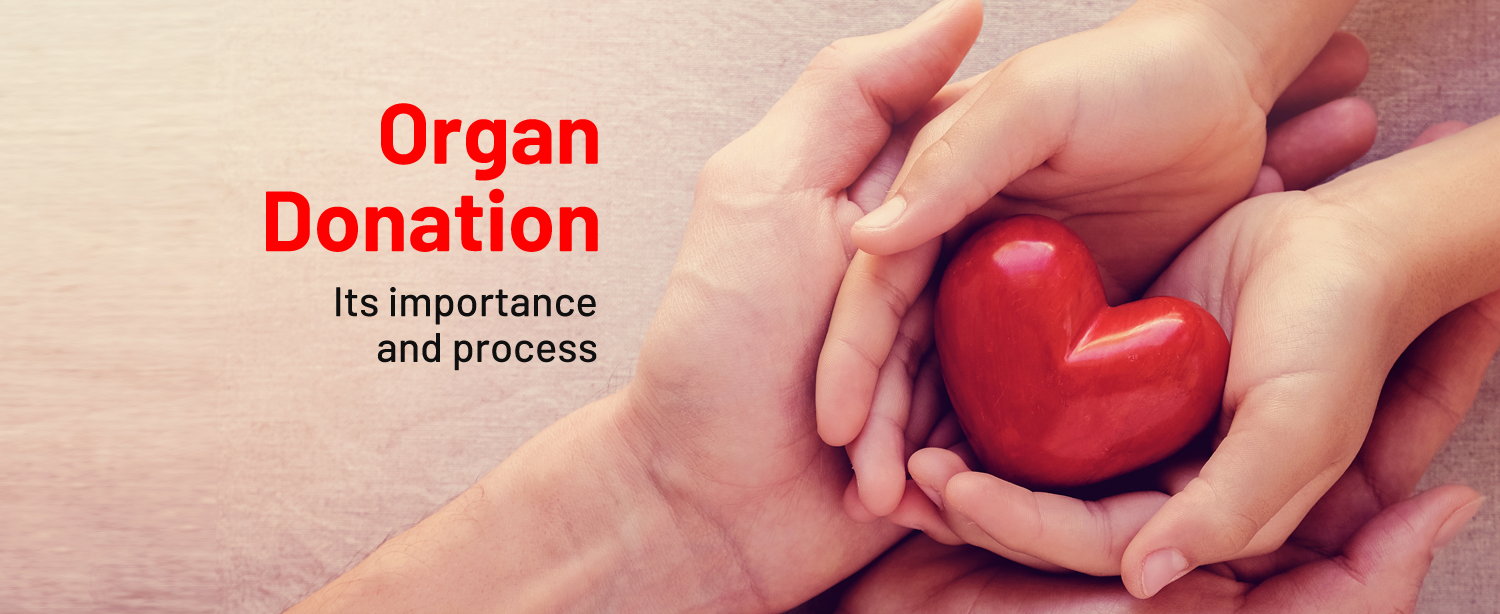 Organ
Donation
Its importance
and process